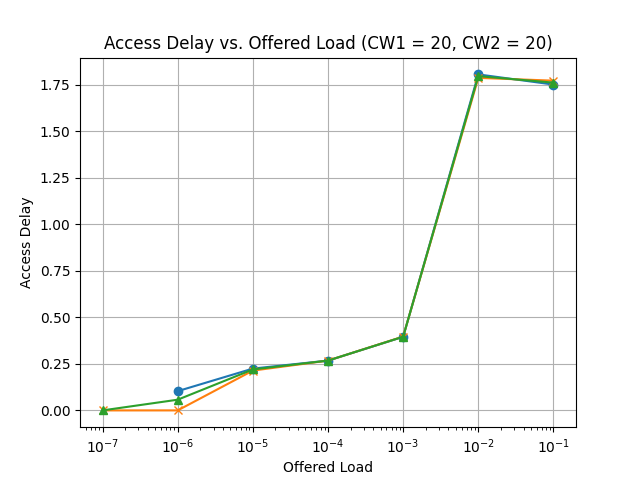 Access Delay vs. Offered Load (CW1 = 20, CW2 = 20)
Access Delay
1.75
1.50
1.25
1.00
0.75
0.50
0.25
0.00
10⁻⁷ 10⁻⁶ 10⁻⁵ 10⁻⁴ 10⁻³ 10⁻² 10⁻¹
Offered Load